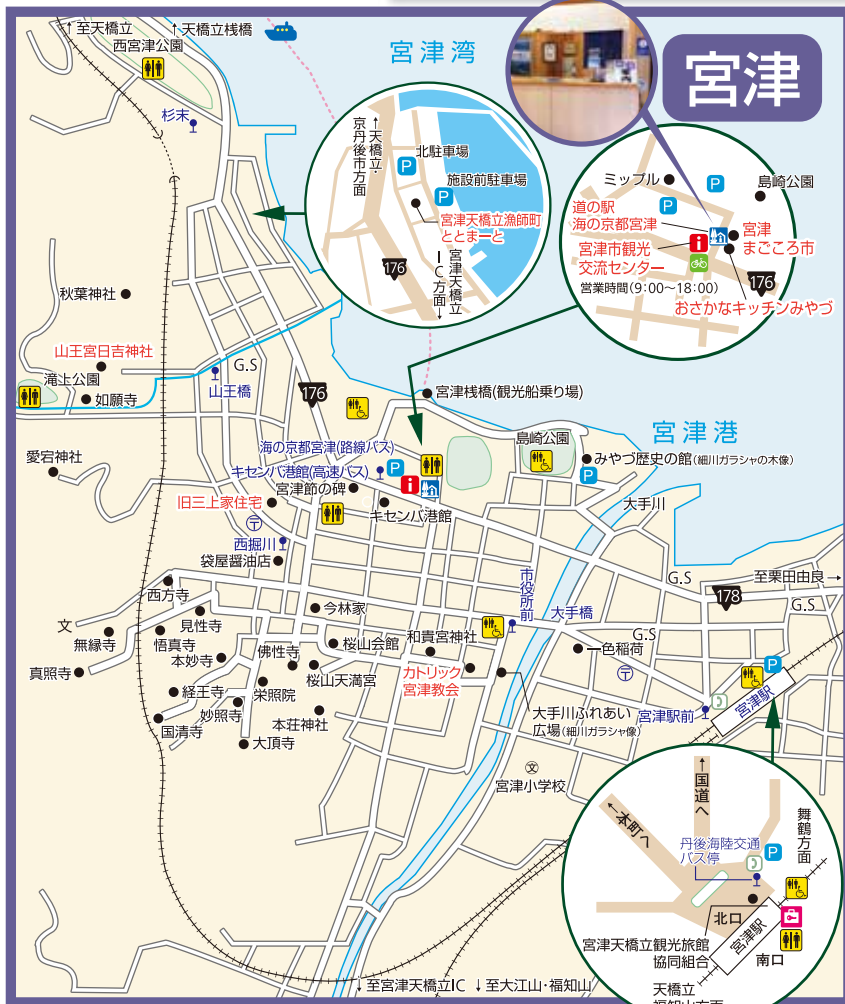 ↑至天橋立
↑天橋立桟橋
西宮津公園
宮津湾
宮津
杉末
↑天橋立・
京丹後市方面
北駐車場
P
施設前駐車場
P
宮津天橋立漁師町
ととまーと
176
宮津天橋立
IC方面↓
ミップル
P
島崎公園
P
道の駅
海の京都宮津
宮津
まごころ市
i
宮津市観光
交流センター
176
営業時間(9:00〜18:00)
おさかなキッチンみやづ
秋葉神社
山王宮日吉神社
G.S
滝上公園
如願寺
山王橋
176
宮津桟橋(観光船乗り場)
宮津港
愛宕神社
海の京都宮津(路線バス)
キセンバ港館(高速バス)
P
i
島崎公園
みやづ歴史の館(細川ガラシャの木像)
P
宮津節の碑
旧三上家住宅
キセンバ港館
大手川
〒
西堀川
袋屋醤油店
G.S
至栗田由良→
西方寺
市役所前
大手橋
178
G.S
文
今林家
見性寺
無縁寺
悟真寺
和貴宮神社
G.S
桜山会館
一色稲荷
佛性寺
本妙寺
真照寺
桜山天満宮
カトリック
宮津教会
〒
P
経王寺
栄照院
宮津駅
宮津駅前
妙照寺
本荘神社
大手川ふれあい
広場(細川ガラシャ像)
国清寺
大頂寺
文
宮津小学校
↑国道へ
↑本町へ
舞鶴方面
丹後海陸交通
バス停
P
北口
宮津駅
宮津天橋立観光旅館
協同組合
南口
天橋立
福知山方面
↓至宮津天橋立IC
↓至大江山・福知山